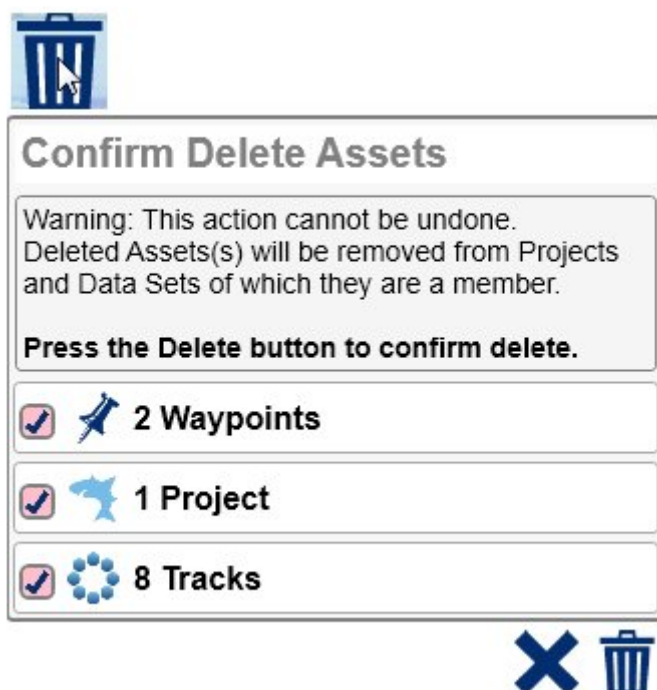 Confirm Delete Assets
Warning: This action cannot be undone.
Deleted Assets(s) will be removed from Projects
and Data Sets of which they are a member.
Press the Delete button to confirm delete.
2 Waypoints
1 Project
8 Tracks